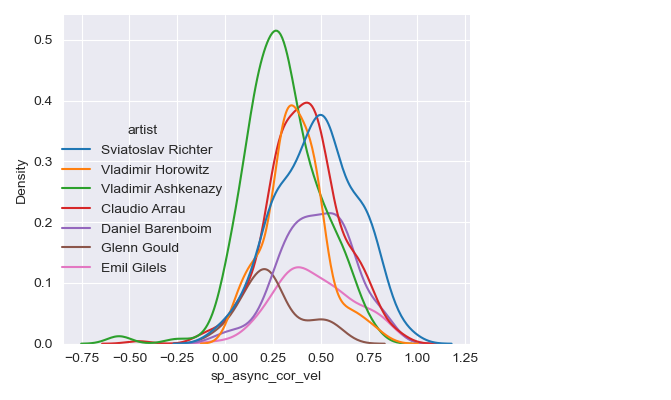 0.5
0.4
0.3
0.2
0.1
0.0
Density
artist
Sviatoslav Richter
Vladimir Horowitz
Vladimir Ashkenazy
Claudio Arrau
Daniel Barenboim
Glenn Gould
Emil Gilels
−0.75 −0.50 −0.25 0.00 0.25 0.50 0.75 1.00 1.25
sp_async_cor_vel